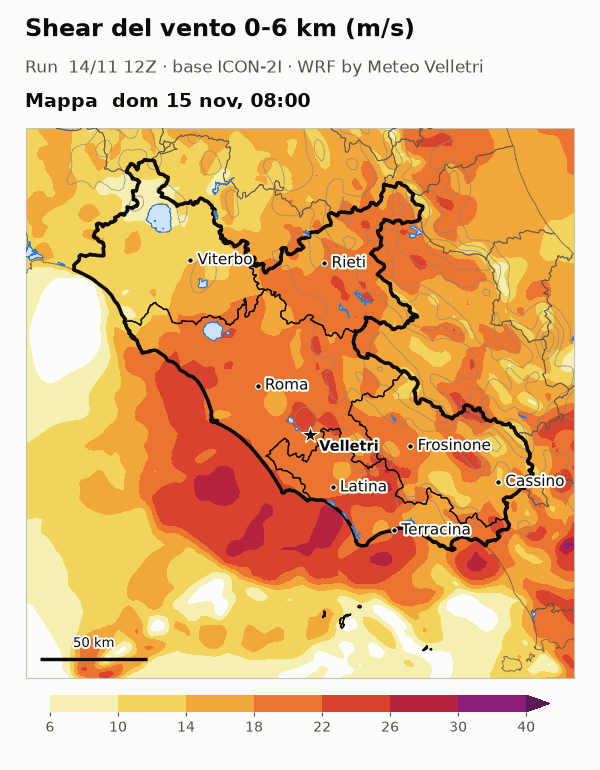 Shear del vento 0-6 km (m/s)
Run 14/11 12Z · base ICON-2I · WRF by Meteo Velletri
Mappa dom 15 nov, 08:00
Viterbo
Rieti
Roma
Velletri
Frosinone
Cassino
Latina
Terracina
50 km
6 10 14 18 22 26 30 40